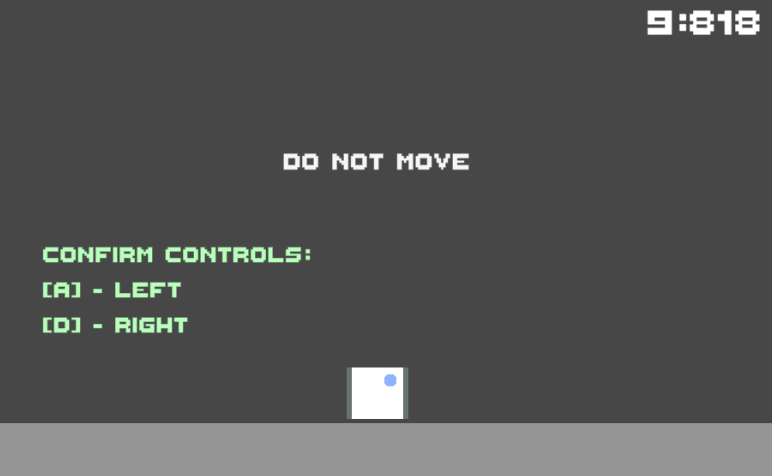 9:818
DO NOT MOVE
CONFIRM CONTROLS:
[A] - LEFT
[D] - RIGHT